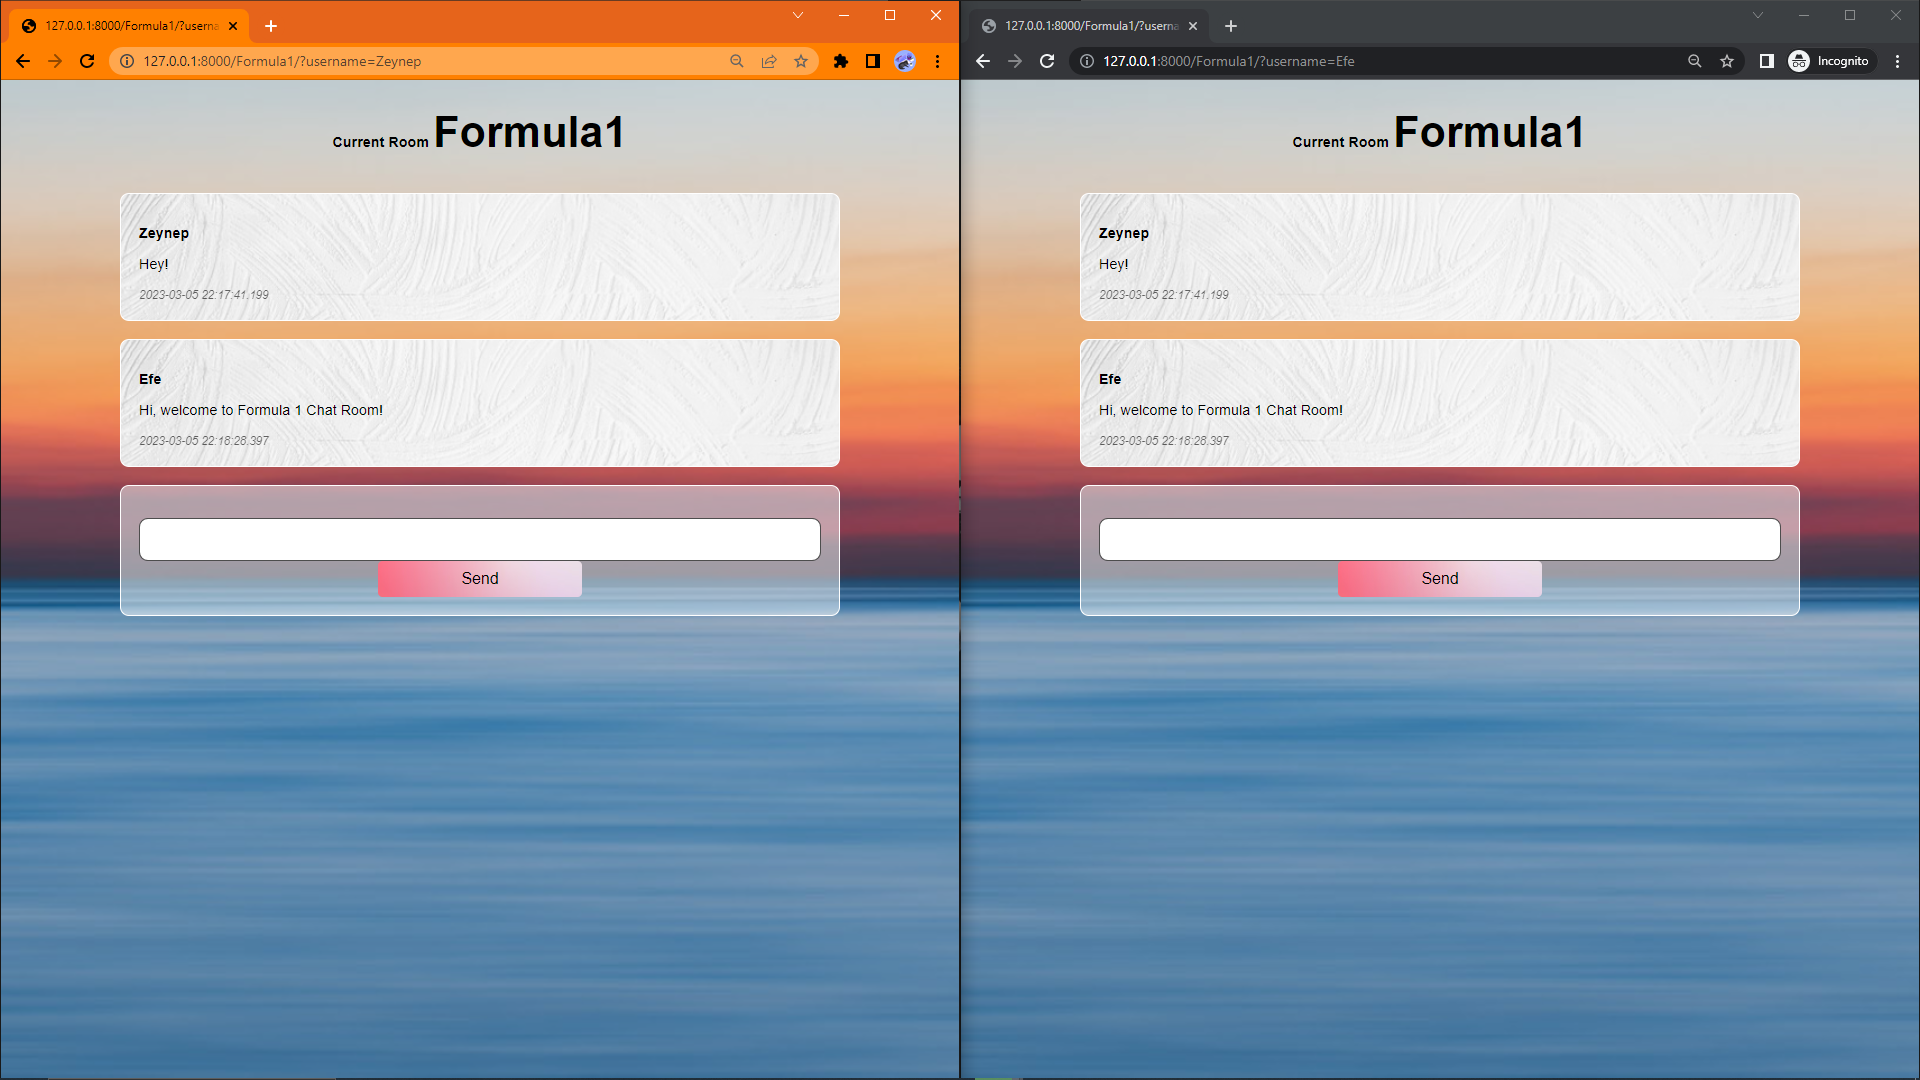 127.0.0.1:8000/Formula1/?userna
127.0.0.1:8000/Formula1/?username=Zeynep
Current Room Formula1
Zeynep
Hey!
2023-03-05 22:17:41.199
Efe
Hi, welcome to Formula 1 Chat Room!
2023-03-05 22:18:28.397
Send
127.0.0.1:8000/Formula1/?userna
127.0.0.1:8000/Formula1/?username=Efe
Incognito
Current Room Formula1
Zeynep
Hey!
2023-03-05 22:17:41.199
Efe
Hi, welcome to Formula 1 Chat Room!
2023-03-05 22:18:28.397
Send